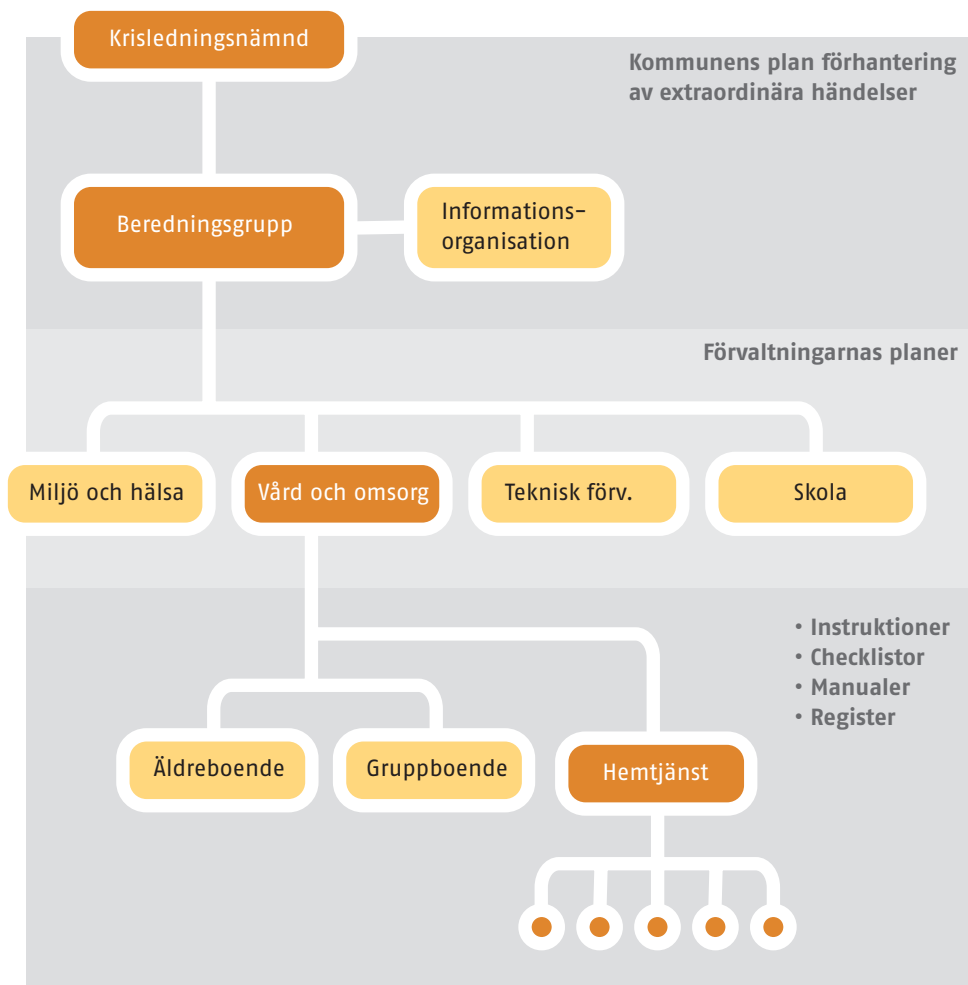 Krisledningsnämnd
Kommunens plan förhantering
av extraordinära händelser
Beredningsgrupp
Informations-
organisation
Förvaltningarnas planer
Miljö och hälsa
Vård och omsorg
Teknisk förv.
Skola
• Instruktioner
• Checklistor
• Manualer
• Register
Äldreboende
Gruppboende
Hemtjänst